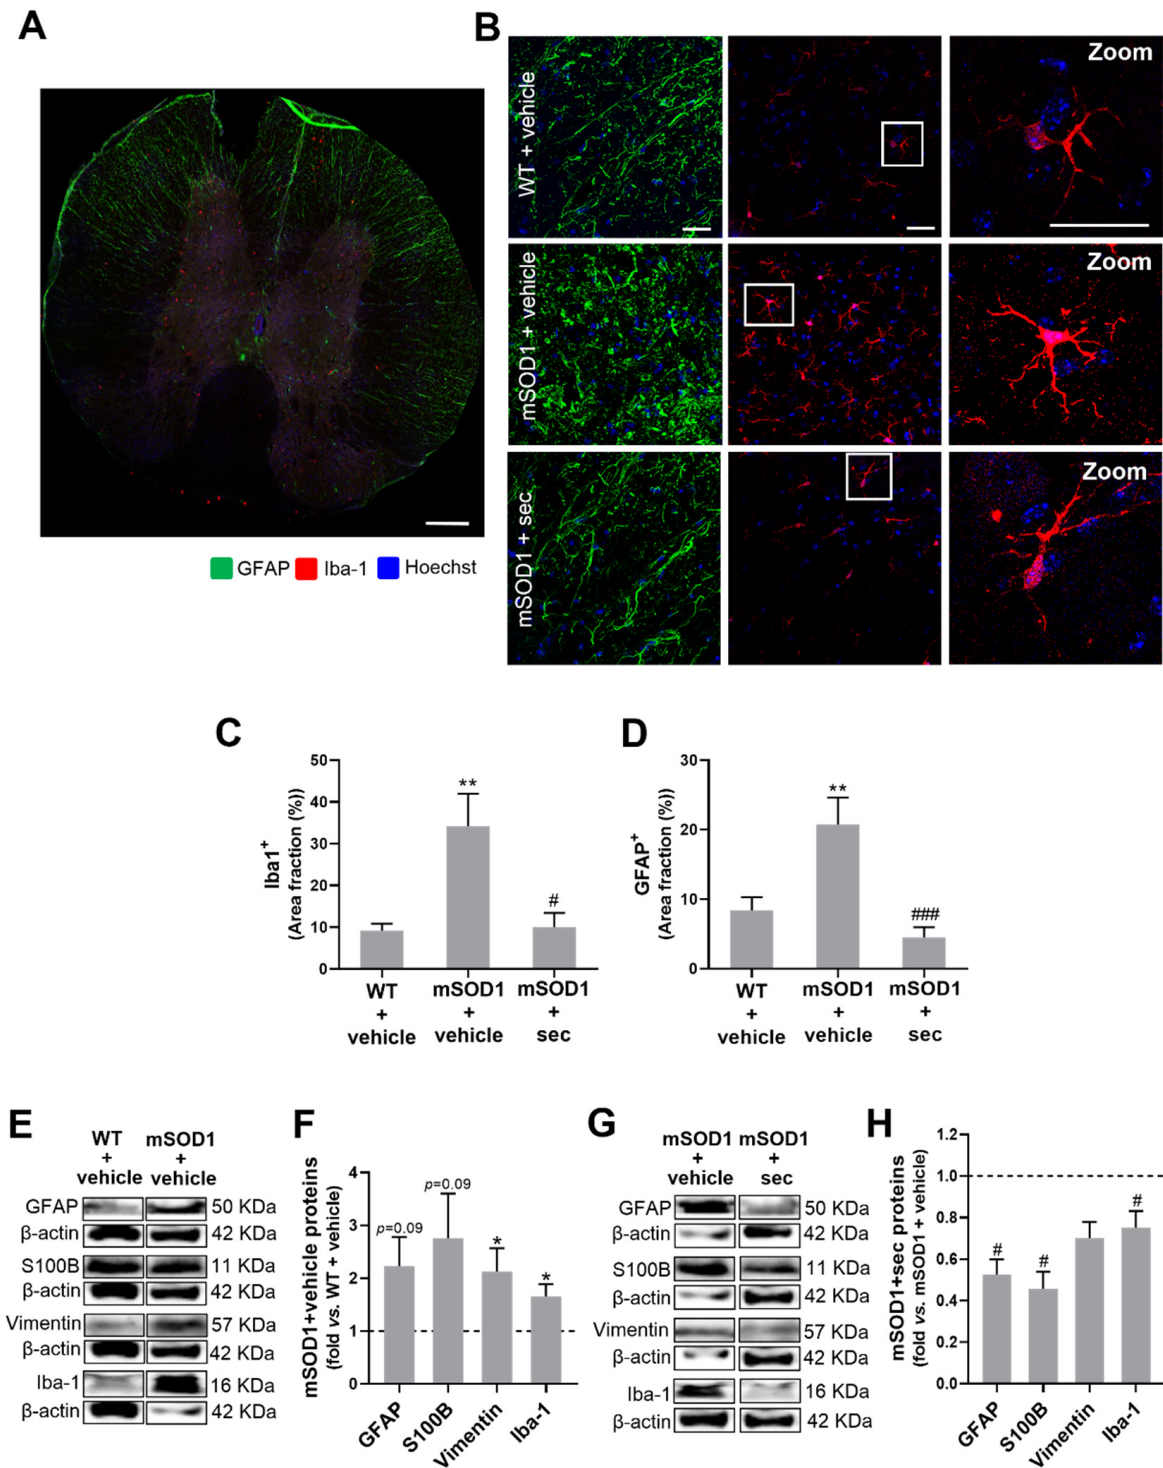 A
GFAP Iba-1 Hoechst
B
WT + vehicle
Zoom
mSOD1 + vehicle
Zoom
mSOD1 + sec
Zoom
C
Iba1+
(Area fraction (%))
50
40
30
20
10
0
**
#
WT
+
vehicle
mSOD1
+
vehicle
mSOD1
+
sec
D
GFAP+
(Area fraction (%))
30
20
10
0
**
###
WT
+
vehicle
mSOD1
+
vehicle
mSOD1
+
sec
E
WT
+
vehicle
mSOD1
+
vehicle
GFAP 50 KDa
β-actin 42 KDa
S100B 11 KDa
β-actin 42 KDa
Vimentin 57 KDa
β-actin 42 KDa
Iba-1 16 KDa
β-actin 42 KDa
F
mSOD1+vehicle proteins
(fold vs. WT + vehicle)
4
3
2
1
0
p=0.09
p=0.09
*
*
GFAP
S100B
Vimentin
Iba-1
G
mSOD1
+
vehicle
mSOD1
+
sec
GFAP 50 KDa
β-actin 42 KDa
S100B 11 KDa
β-actin 42 KDa
Vimentin 57 KDa
β-actin 42 KDa
Iba-1 16 KDa
β-actin 42 KDa
H
mSOD1+sec proteins
(fold vs. mSOD1 + vehicle)
1.2
1.0
0.8
0.6
0.4
0.2
0.0
#
#
#
GFAP
S100B
Vimentin
Iba-1